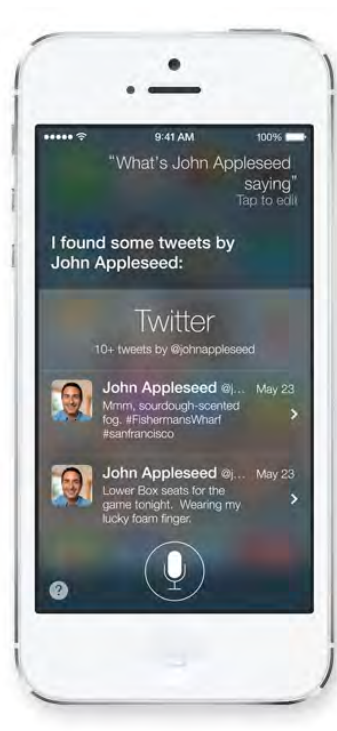 9:41 AM
100%
“What's John Appleseed
saying”
Tap to edit
I found some tweets by
John Appleseed:
Twitter
10+ tweets by @johnappleseed
John Appleseed @j... May 23
Mmm, sourdough-scented
fog. #FishermansWharf
#sanfrancisco
John Appleseed @j... May 23
Lower Box seats for the
game tonight. Wearing my
lucky foam finger.
?